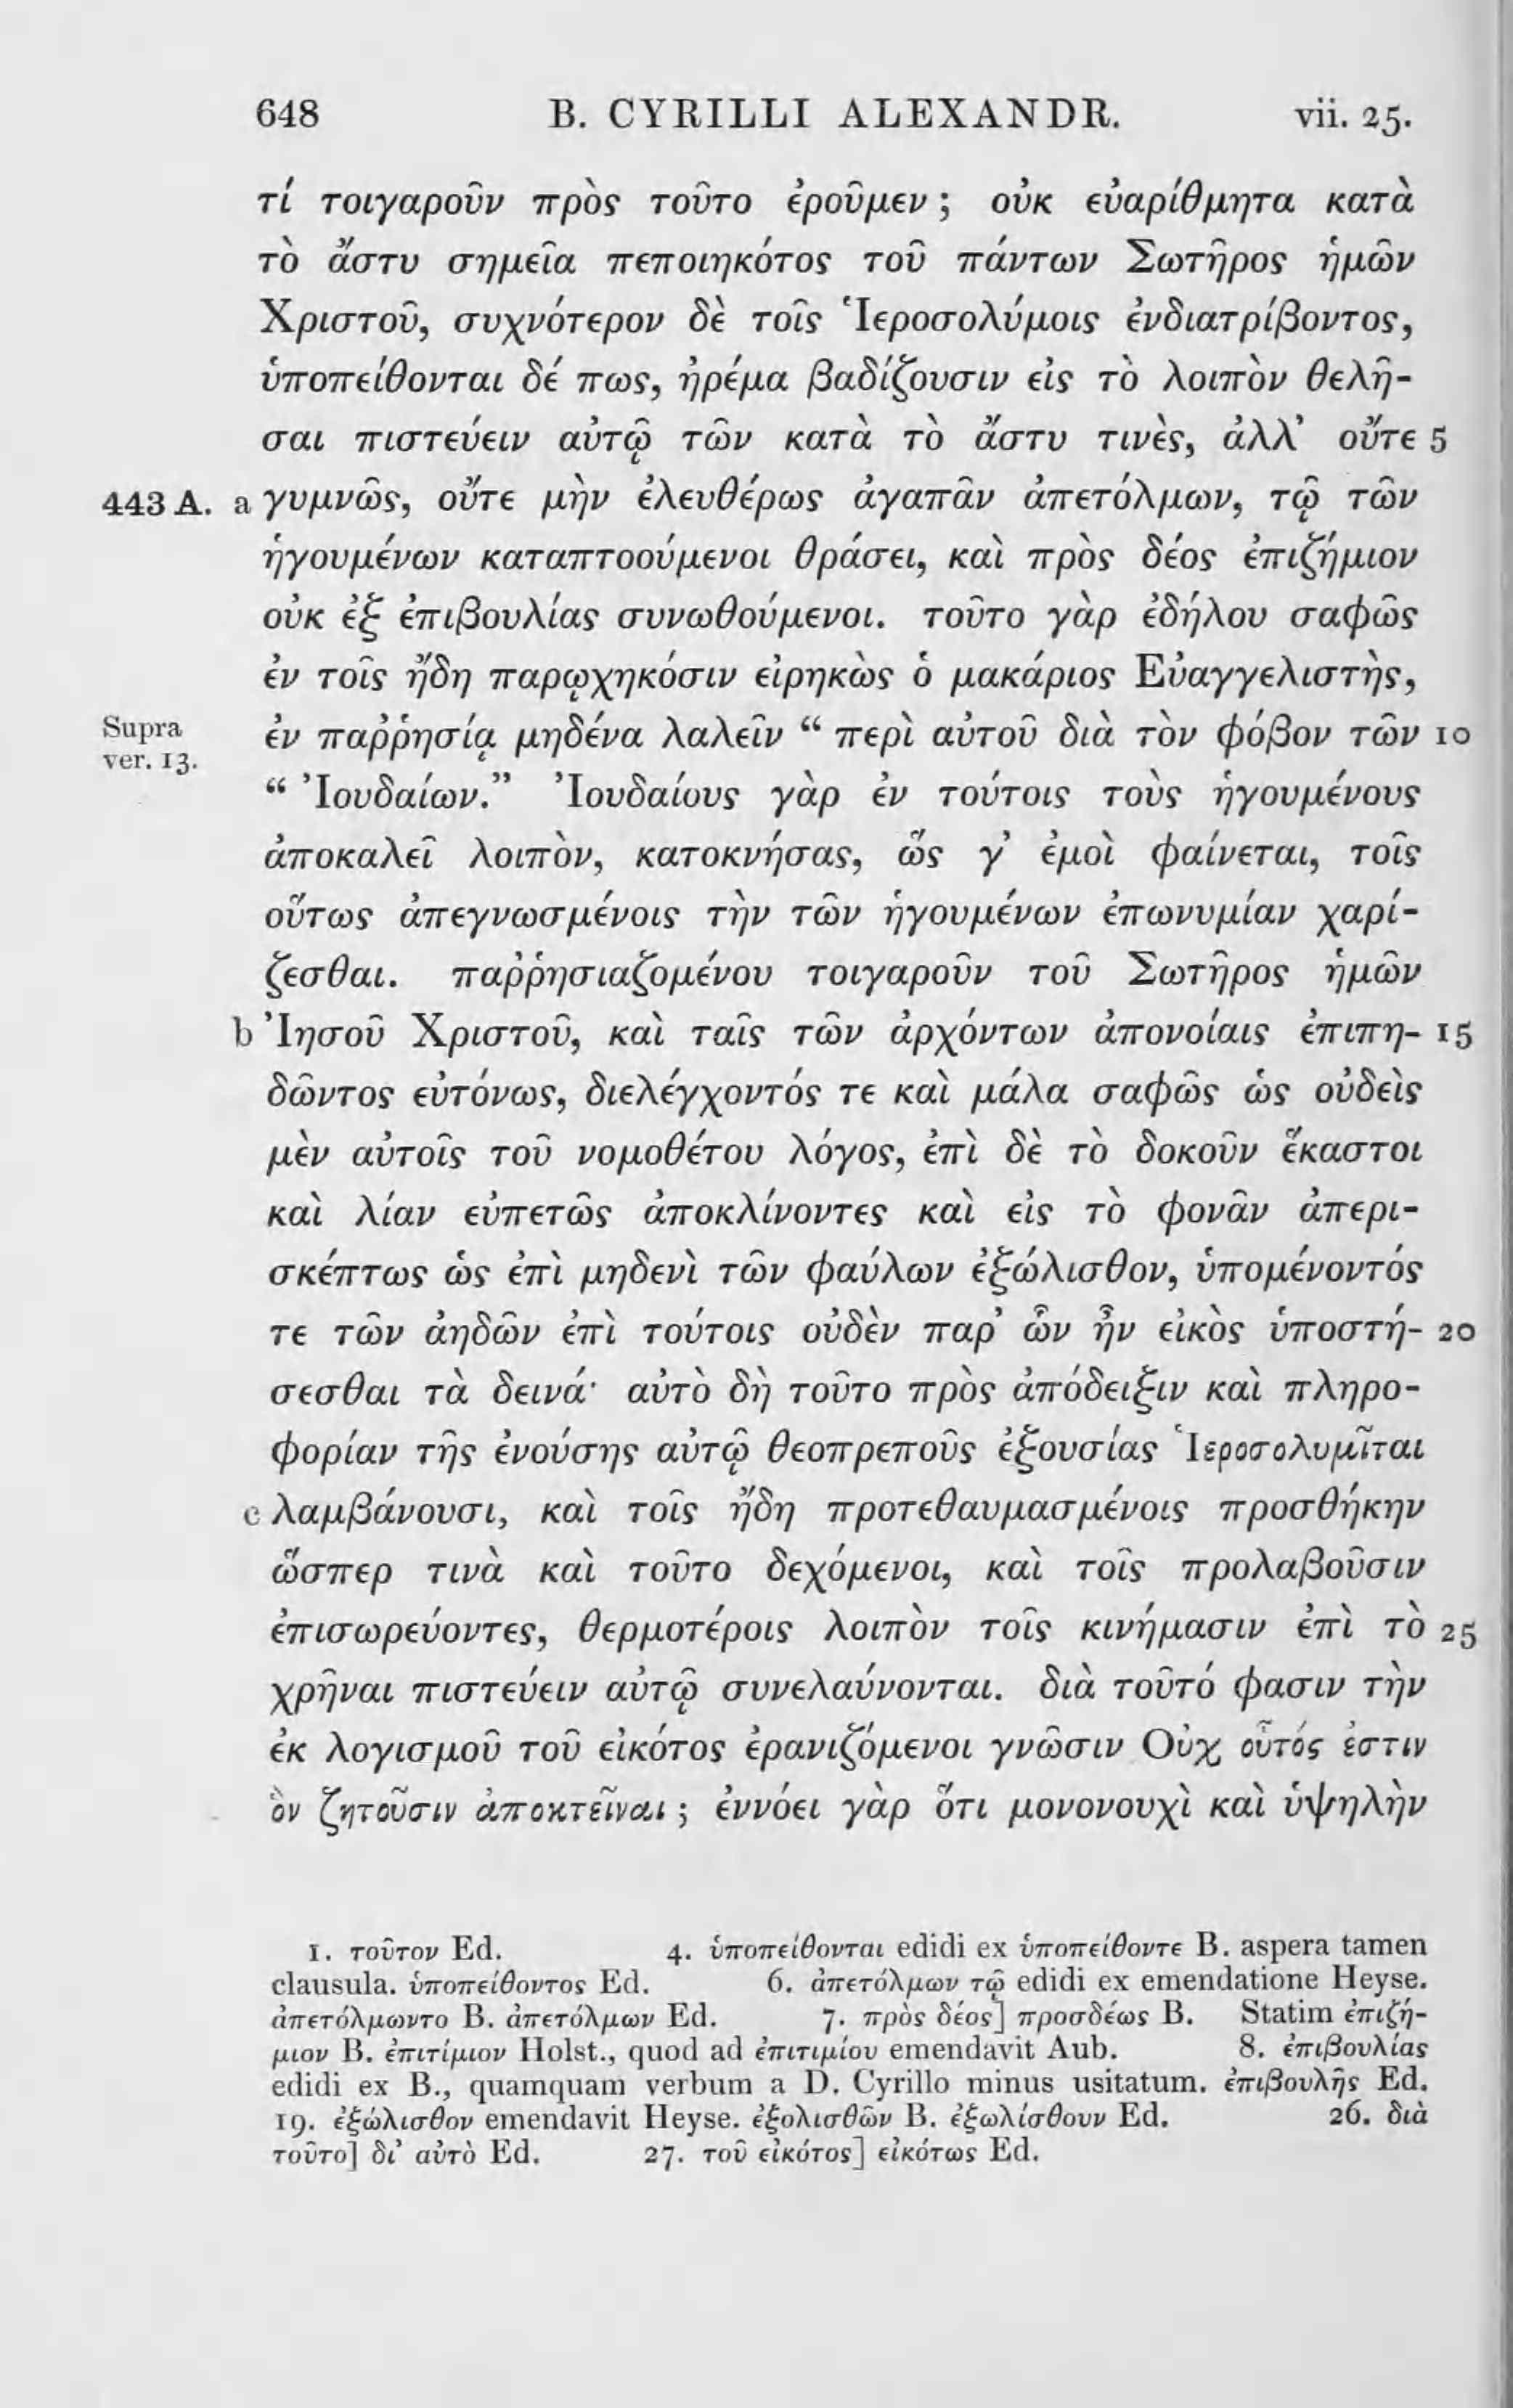 648 B. CYRILLI ALEXANDR. vii. 25.
τί τοιγαροῦν πρὸς τοῦτο ἐροῦμεν ; οὐκ εὐαρίθμητα κατὰ
τὸ ἄστυ σημεῖα πεποιηκότος τοῦ πάντων Σωτῆρος ἡμῶν
Χριστοῦ, συχνότερον δὲ τοῖς Ἱεροσολύμοις ἐνδιατρίβοντος,
ὑποπείθονται δέ πως, ἠρέμα βαδίζουσιν εἰς τὸ λοιπὸν θελῆ-
σαι πιστεύειν αὐτῷ τῶν κατὰ τὸ ἄστυ τινὲς, ἀλλ’ οὔτε 5
443 A. a γυμνῶς, οὔτε μὴν ἐλευθέρως ἀγαπᾶν ἀπετόλμων, τῷ τῶν
ἡγουμένων καταπτοούμενοι θράσει, καὶ πρὸς δέος ἐπιζήμιον
οὐκ ἐξ ἐπιβουλίας συνωθούμενοι. τοῦτο γὰρ ἐδήλου σαφῶς
ἐν τοῖς ἤδη παρῳχηκόσιν εἰρηκὼς ὁ μακάριος Εὐαγγελιστὴς,
Supra ver. 13. ἐν παῤῥησίᾳ μηδένα λαλεῖν “ περὶ αὐτοῦ διὰ τὸν φόβον τῶν 10
“ Ἰουδαίων.” Ἰουδαίους γὰρ ἐν τούτοις τοὺς ἡγουμένους
ἀποκαλεῖ λοιπὸν, κατοκνήσας, ὥς γ’ ἐμοὶ φαίνεται, τοῖς
οὕτως ἀπεγνωσμένοις τὴν τῶν ἡγουμένων ἐπωνυμίαν χαρί-
ζεσθαι. παῤῥησιαζομένου τοιγαροῦν τοῦ Σωτῆρος ἡμῶν
b Ἰησοῦ Χριστοῦ, καὶ ταῖς τῶν ἀρχόντων ἀπονοίαις ἐπιπη- 15
δῶντος εὐτόνως, διελέγχοντός τε καὶ μάλα σαφῶς ὡς οὐδεὶς
μὲν αὐτοῖς τοῦ νομοθέτου λόγος, ἐπὶ δὲ τὸ δοκοῦν ἕκαστοι
καὶ λίαν εὐπετῶς ἀποκλίνοντες καὶ εἰς τὸ φονᾶν ἀπερι-
σκέπτως ὡς ἐπὶ μηδενὶ τῶν φαύλων ἐξώλισθον, ὑπομένοντός
τε τῶν ἀηδῶν ἐπὶ τούτοις οὐδὲν παρ’ ὧν ἦν εἰκὸς ὑποστή- 20
σεσθαι τὰ δεινά· αὐτὸ δὴ τοῦτο πρὸς ἀπόδειξιν καὶ πληρο-
φορίαν τῆς ἐνούσης αὐτῷ θεοπρεποῦς ἐξουσίας Ἱεροσολυμῖται
c λαμβάνουσι, καὶ τοῖς ἤδη προτεθαυμασμένοις προσθήκην
ὥσπερ τινὰ καὶ τοῦτο δεχόμενοι, καὶ τοῖς προλαβοῦσιν
ἐπισωρεύοντες, θερμοτέροις λοιπὸν τοῖς κινήμασιν ἐπὶ τὸ 25
χρῆναι πιστεύειν αὐτῷ συνελαύνονται. διὰ τοῦτό φασιν τὴν
ἐκ λογισμοῦ τοῦ εἰκότος ἐρανιζόμενοι γνῶσιν Οὐχ οὗτός ἐστιν
ὃν ζητοῦσιν ἀποκτεῖναι ; ἐννόει γὰρ ὅτι μονονουχὶ καὶ ὑψηλὴν
1. τοῦτον Ed. 4. ὑποπείθονται edidi ex ὑποπείθοντε B. aspera tamen
clausula. ὑποπείθοντος Ed. 6. ἀπετόλμων τῷ edidi ex emendatione Heyse.
ἀπετόλμωντο B. ἀπετόλμων Ed. 7. πρὸς δέος] προσδέως B. Statim ἐπιζή-
μιον B. ἐπιτίμιον Holst., quod ad ἐπιτιμίου emendavit Aub. 8. ἐπιβουλίας
edidi ex B., quamquam verbum a D. Cyrillo minus usitatum. ἐπιβουλῆς Ed.
19. ἐξώλισθον emendavit Heyse. ἐξολισθῶν B. ἐξωλίσθουν Ed. 26. διὰ
τοῦτο] δι’ αὐτὸ Ed. 27. τοῦ εἰκότος] εἰκότως Ed.